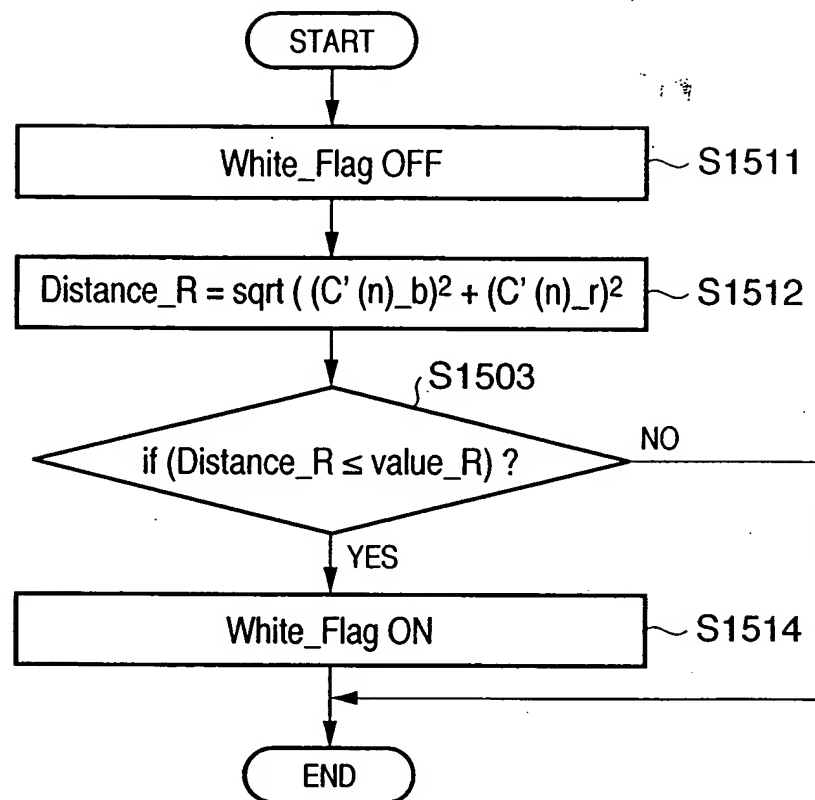 START
White_Flag OFF
S1511
Distance_R = sqrt ( (C' (n)_b)² + (C' (n)_r)²
S1512
S1503
if (Distance_R ≤ value_R) ?
NO
YES
White_Flag ON
S1514
END